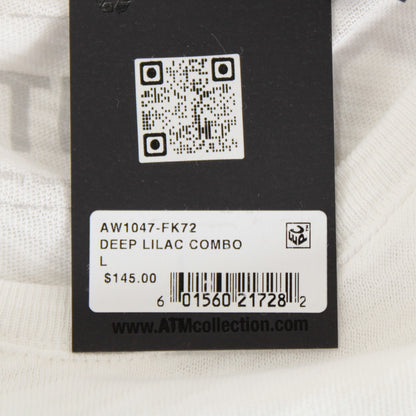 AW1047-FK72
DEEP LILAC COMBO
L
$145.00
6 01560 21728 2
www.ATMcollection.com